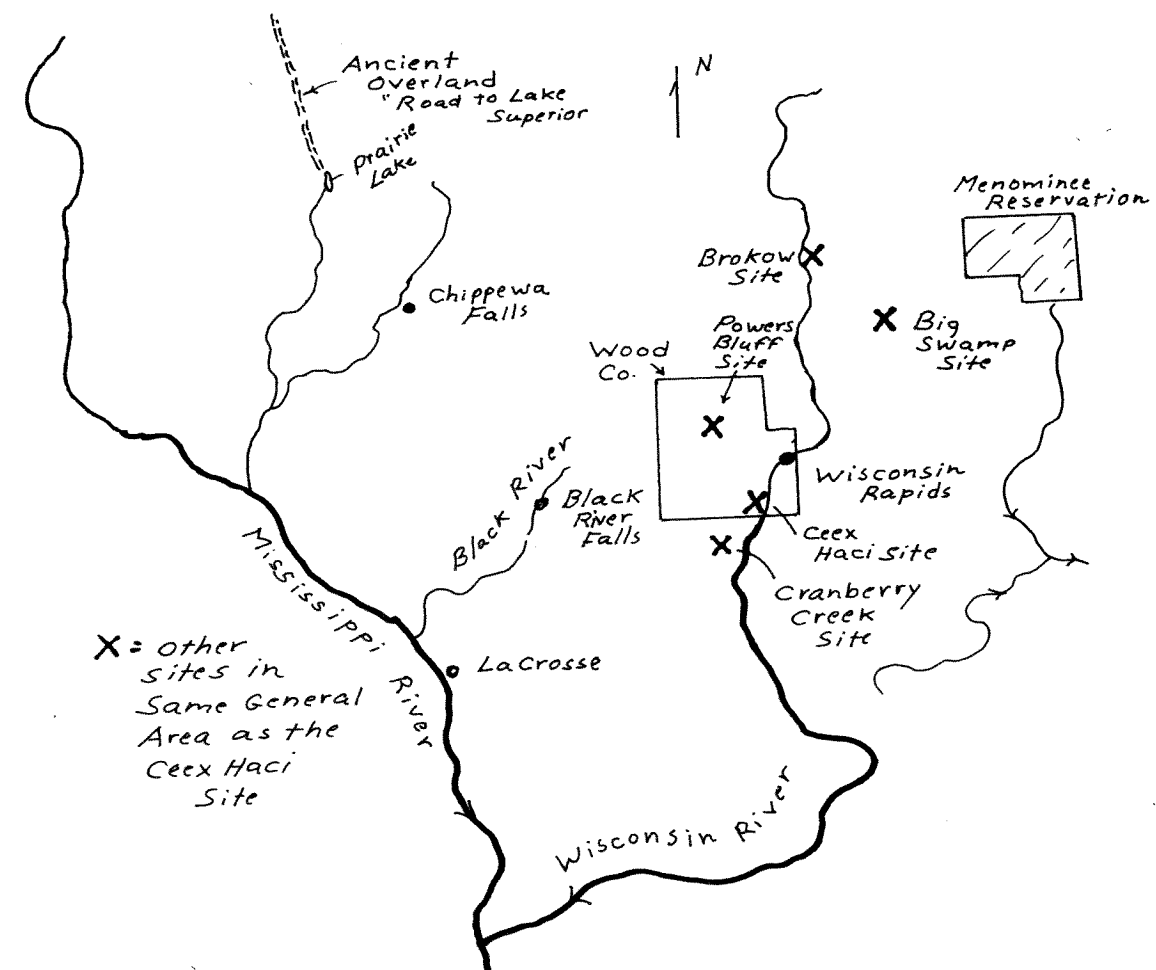 Ancient
Overland
"Road to Lake
Superior
N
Prairie
Lake
Menominee
Reservation
Brokow
Site
Chippewa
Falls
Powers
Bluff
Site
Big
Swamp
Site
Wood
Co.
Black River
Black
River
Falls
Wisconsin
Rapids
Ceex
Haci Site
Cranberry
Creek
Site
Mississippi River
X = other
sites in
Same General
Area as the
Ceex Haci
Site
LaCrosse
Wisconsin River